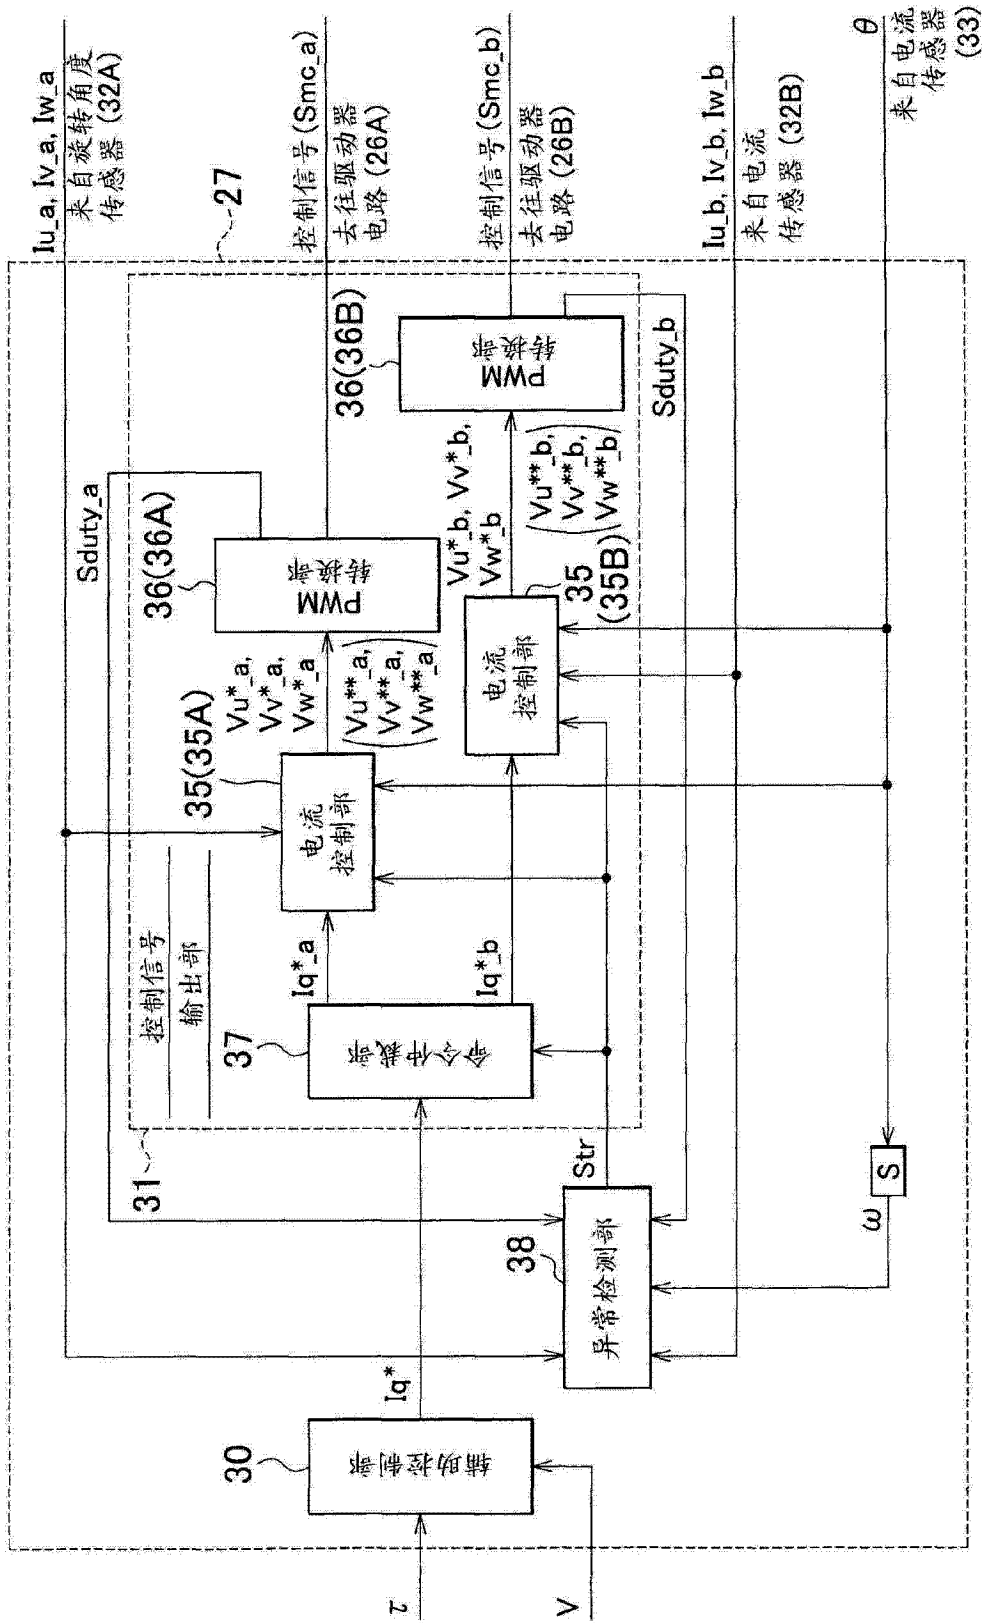 Iu_a, Iv_a, Iw_a
来自旋转角度
传感器 (32A)
控制信号 (Smc_a)
去往驱动器
电路 (26A)
控制信号 (Smc_b)
去往驱动器
电路 (26B)
Iu_b, Iv_b, Iw_b
来自电流
传感器 (32B)
θ
来自电流
传感器
(33)
27
Sduty_a
36(36A)
PWM
转换部
36(36B)
PWM
转换部
Sduty_b
35(35A)
电流
控制部
Vu*_a,
Vv*_a,
Vw*_a
(Vu**_a,
Vv**_a,
Vw**_a)
35
(35B)
电流
控制部
Vu*_b, Vv*_b,
Vw*_b
(Vu**_b,
Vv**_b,
Vw**_b)
控制信号
输出部
31
37
命令仲裁部
Iq*_a
Iq*_b
Str
38
异常检测部
S
ω
30
辅助控制部
Iq*
τ
V